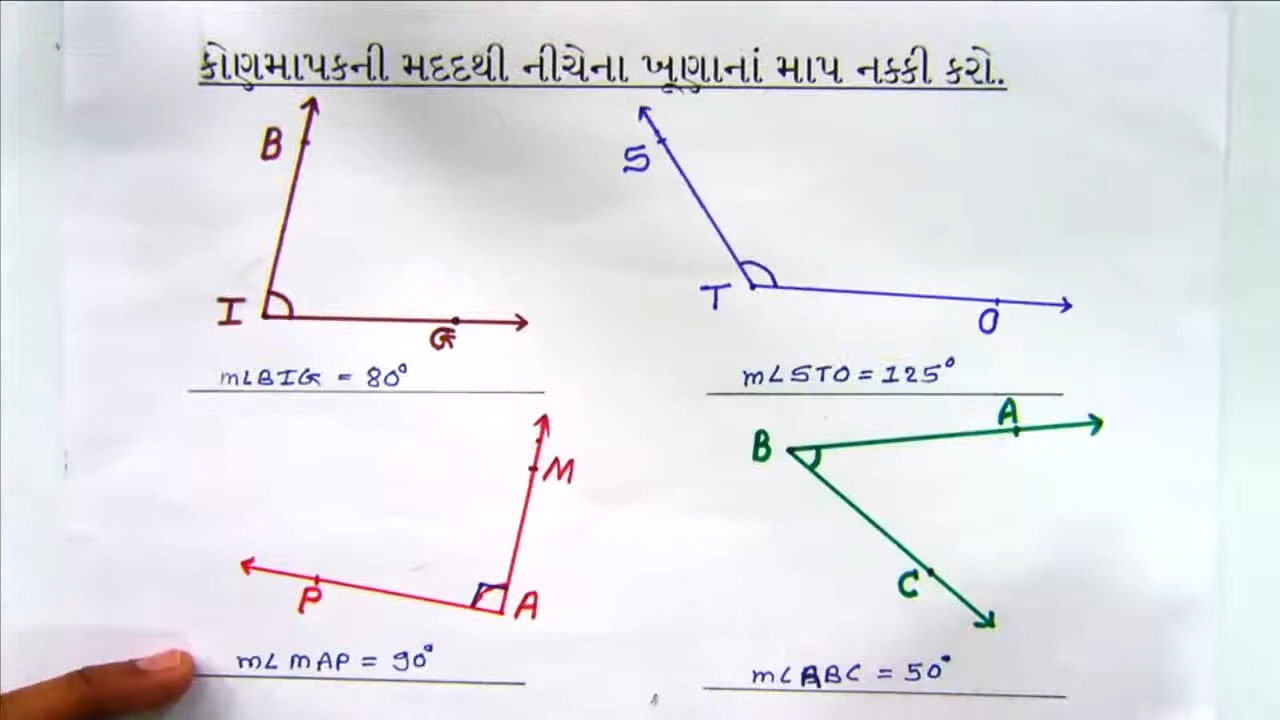 કોણમાપકની મદદથી નીચેના ખૂણાનાં માપ નક્કી કરો.
B
I
G
m∠BIG = 80°
S
T
O
m∠STO = 125°
M
P
A
m∠MAP = 90°
A
B
C
m∠ABC = 50°